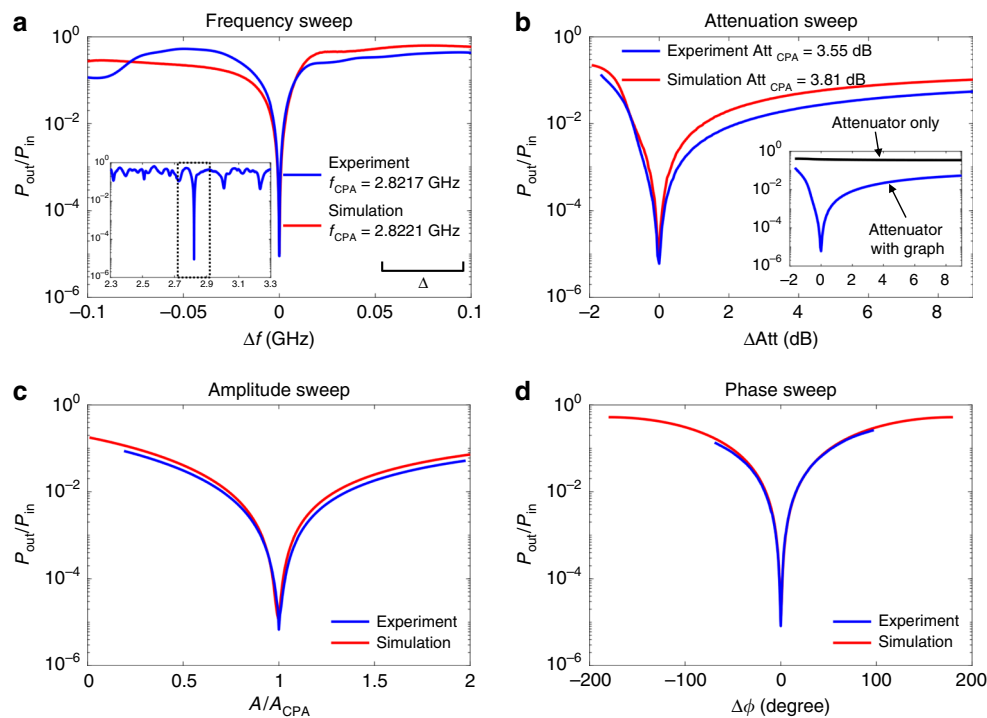 a
Frequency sweep
10^0
10^−2
10^−4
10^−6
P_out/P_in
Experiment
f_CPA = 2.8217 GHz
Simulation
f_CPA = 2.8221 GHz
Δ
10^0
10^−2
10^−4
10^−6
2.3 2.5 2.7 2.9 3.1 3.3
−0.1 −0.05 0 0.05 0.1
Δf (GHz)
b
Attenuation sweep
10^0
10^−2
10^−4
10^−6
P_out/P_in
Experiment Att _CPA = 3.55 dB
Simulation Att _CPA = 3.81 dB
Attenuator only
10^0
10^−2
10^−4
10^−6
Attenuator
with graph
−2 0 2 4 6 8
−2 0 2 4 6 8
ΔAtt (dB)
c
Amplitude sweep
10^0
10^−2
10^−4
10^−6
P_out/P_in
Experiment
Simulation
0 0.5 1 1.5 2
A/A_CPA
d
Phase sweep
10^0
10^−2
10^−4
10^−6
P_out/P_in
Experiment
Simulation
−200 −100 0 100 200
Δϕ (degree)